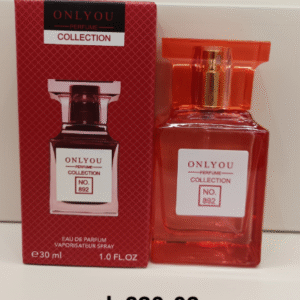 ONLYOU
PERFUME
COLLECTION
ONLYOU
PERFUME
COLLECTION
NO.
892
EAU DE PARFUM
VAPORISATEUR SPRAY
℮30 ml 1.0 FL.OZ
ONLYOU
PERFUME
COLLECTION
NO.
892